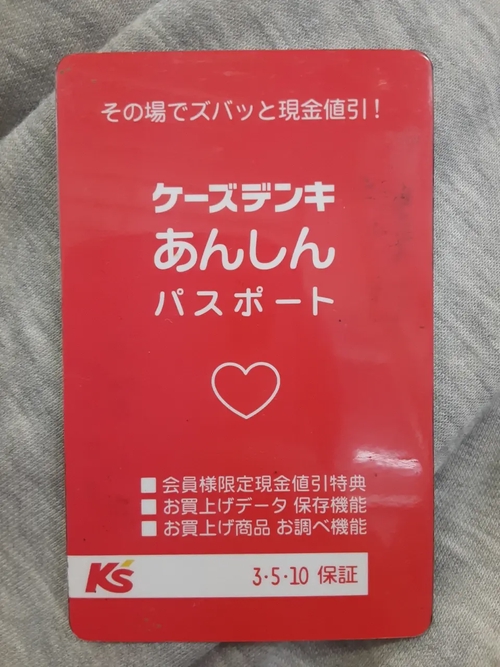 その場でズバッと現金値引!
ケーズデンキ
あんしん
パスポート
■会員様限定現金値引特典
■お買上げデータ 保存機能
■お買上げ商品 お調べ機能
K's 3・5・10 保証